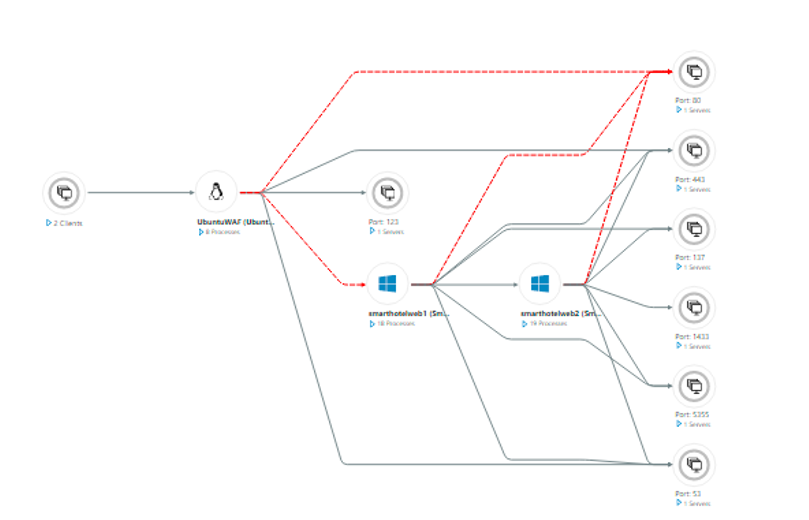 Port: 80
1 Servers
Port: 443
1 Servers
2 Clients
UbuntuWAF (Ubunt...
8 Processes
Port: 123
1 Servers
Port: 137
1 Servers
smarthotelweb1 (Sm...
18 Processes
smarthotelweb2 (Sm...
19 Processes
Port: 1433
1 Servers
Port: 5355
1 Servers
Port: 53
1 Servers